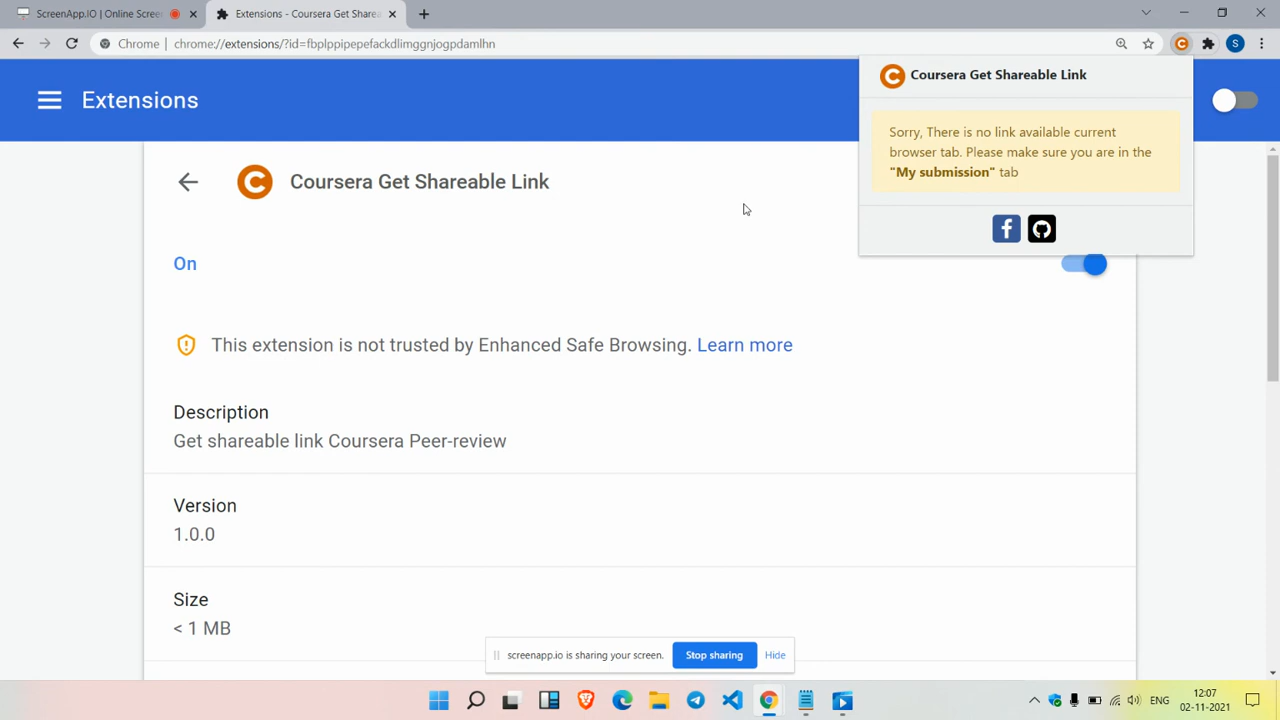 ScreenApp.IO | Online Screen
Extensions - Coursera Get Sharea
Chrome | chrome://extensions/?id=fbplppipepefackdlimggnjogpdamlhn
S
Coursera Get Shareable Link
Extensions
Sorry, There is no link available current
browser tab. Please make sure you are in the
"My submission" tab
Coursera Get Shareable Link
On
This extension is not trusted by Enhanced Safe Browsing. Learn more
Description
Get shareable link Coursera Peer-review
Version
1.0.0
Size
< 1 MB
screenapp.io is sharing your screen. Stop sharing Hide
ENG
12:07
02-11-2021